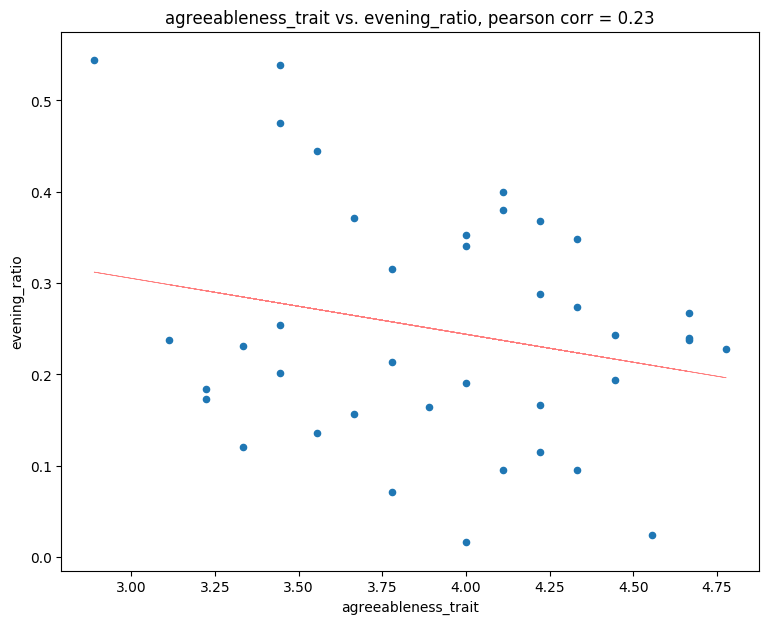 agreeableness_trait vs. evening_ratio, pearson corr = 0.23
0.5
0.4
0.3
0.2
0.1
0.0
evening_ratio
3.00 3.25 3.50 3.75 4.00 4.25 4.50 4.75
agreeableness_trait